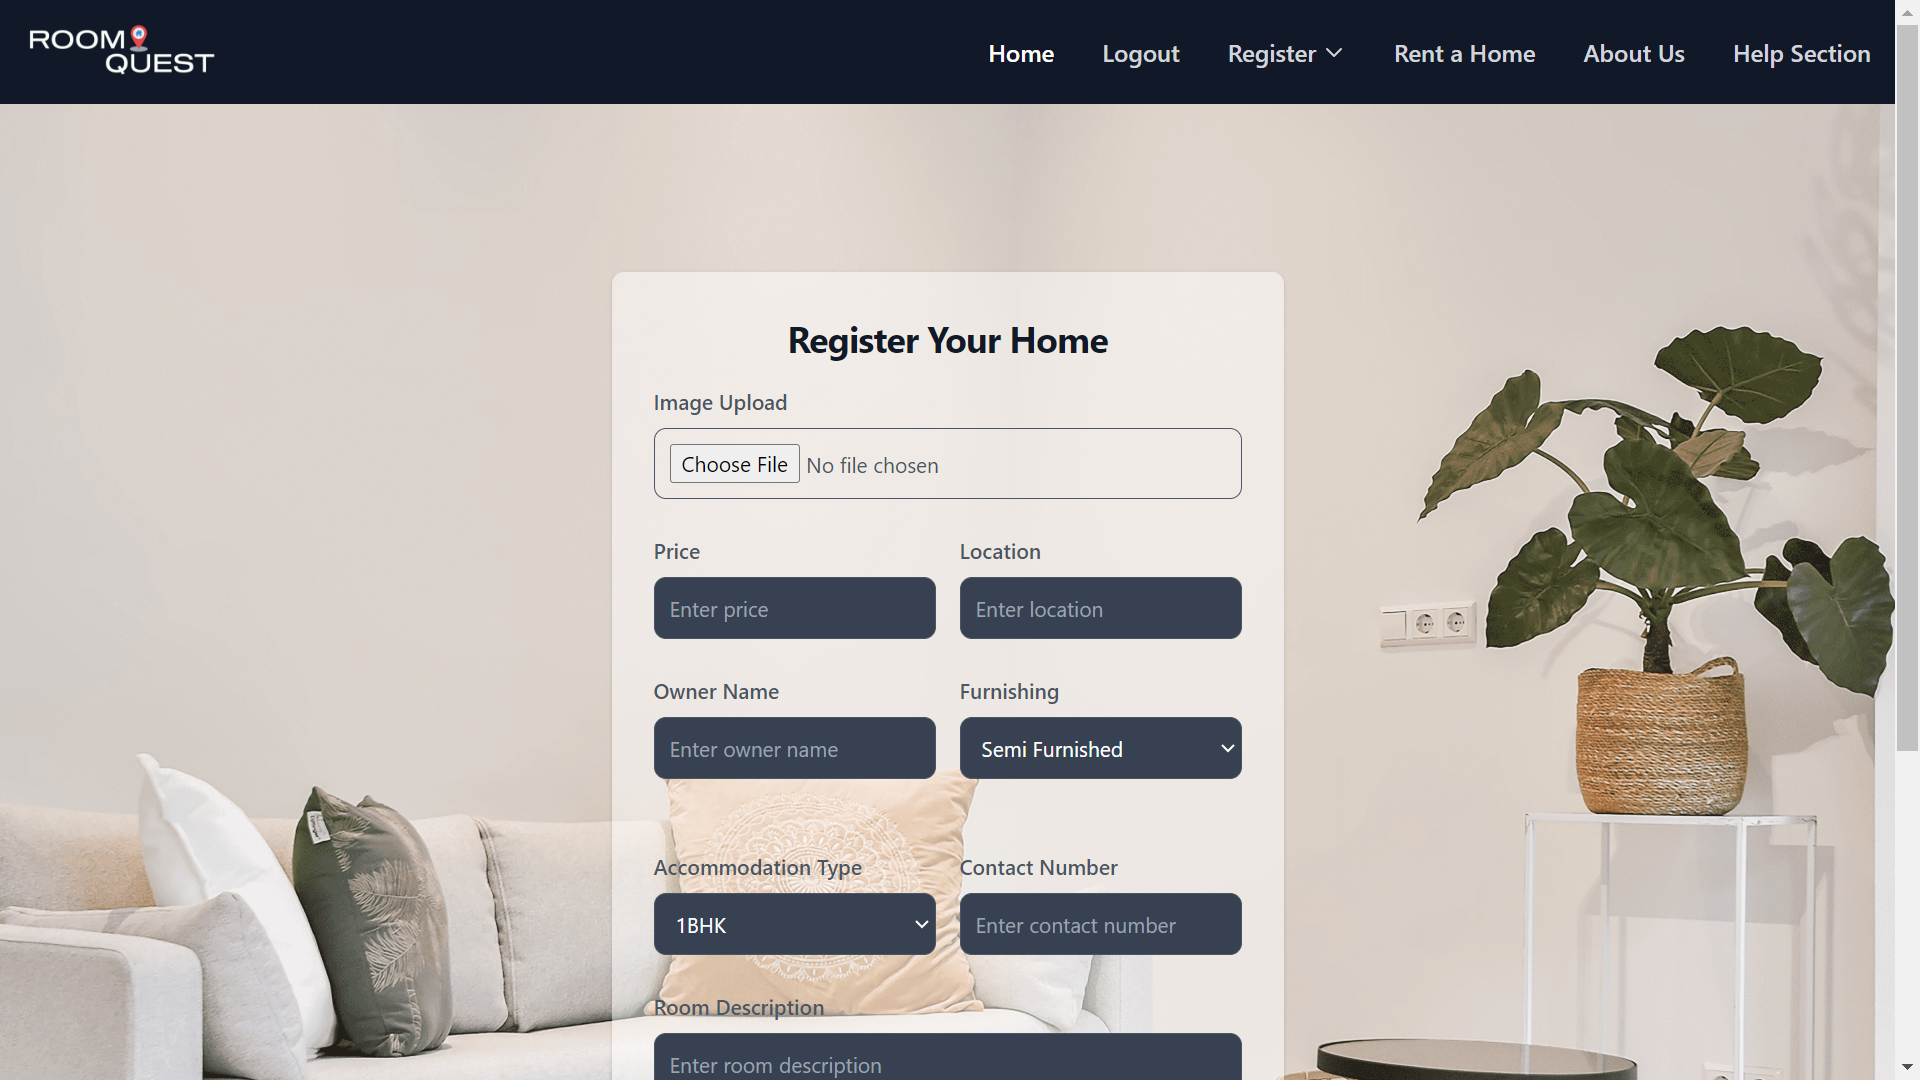 ROOM
QUEST
Home Logout Register Rent a Home About Us Help Section
Register Your Home
Image Upload
Choose File No file chosen
Price Location
Enter price Enter location
Owner Name Furnishing
Enter owner name Semi Furnished
Accommodation Type Contact Number
1BHK Enter contact number
Room Description
Enter room description